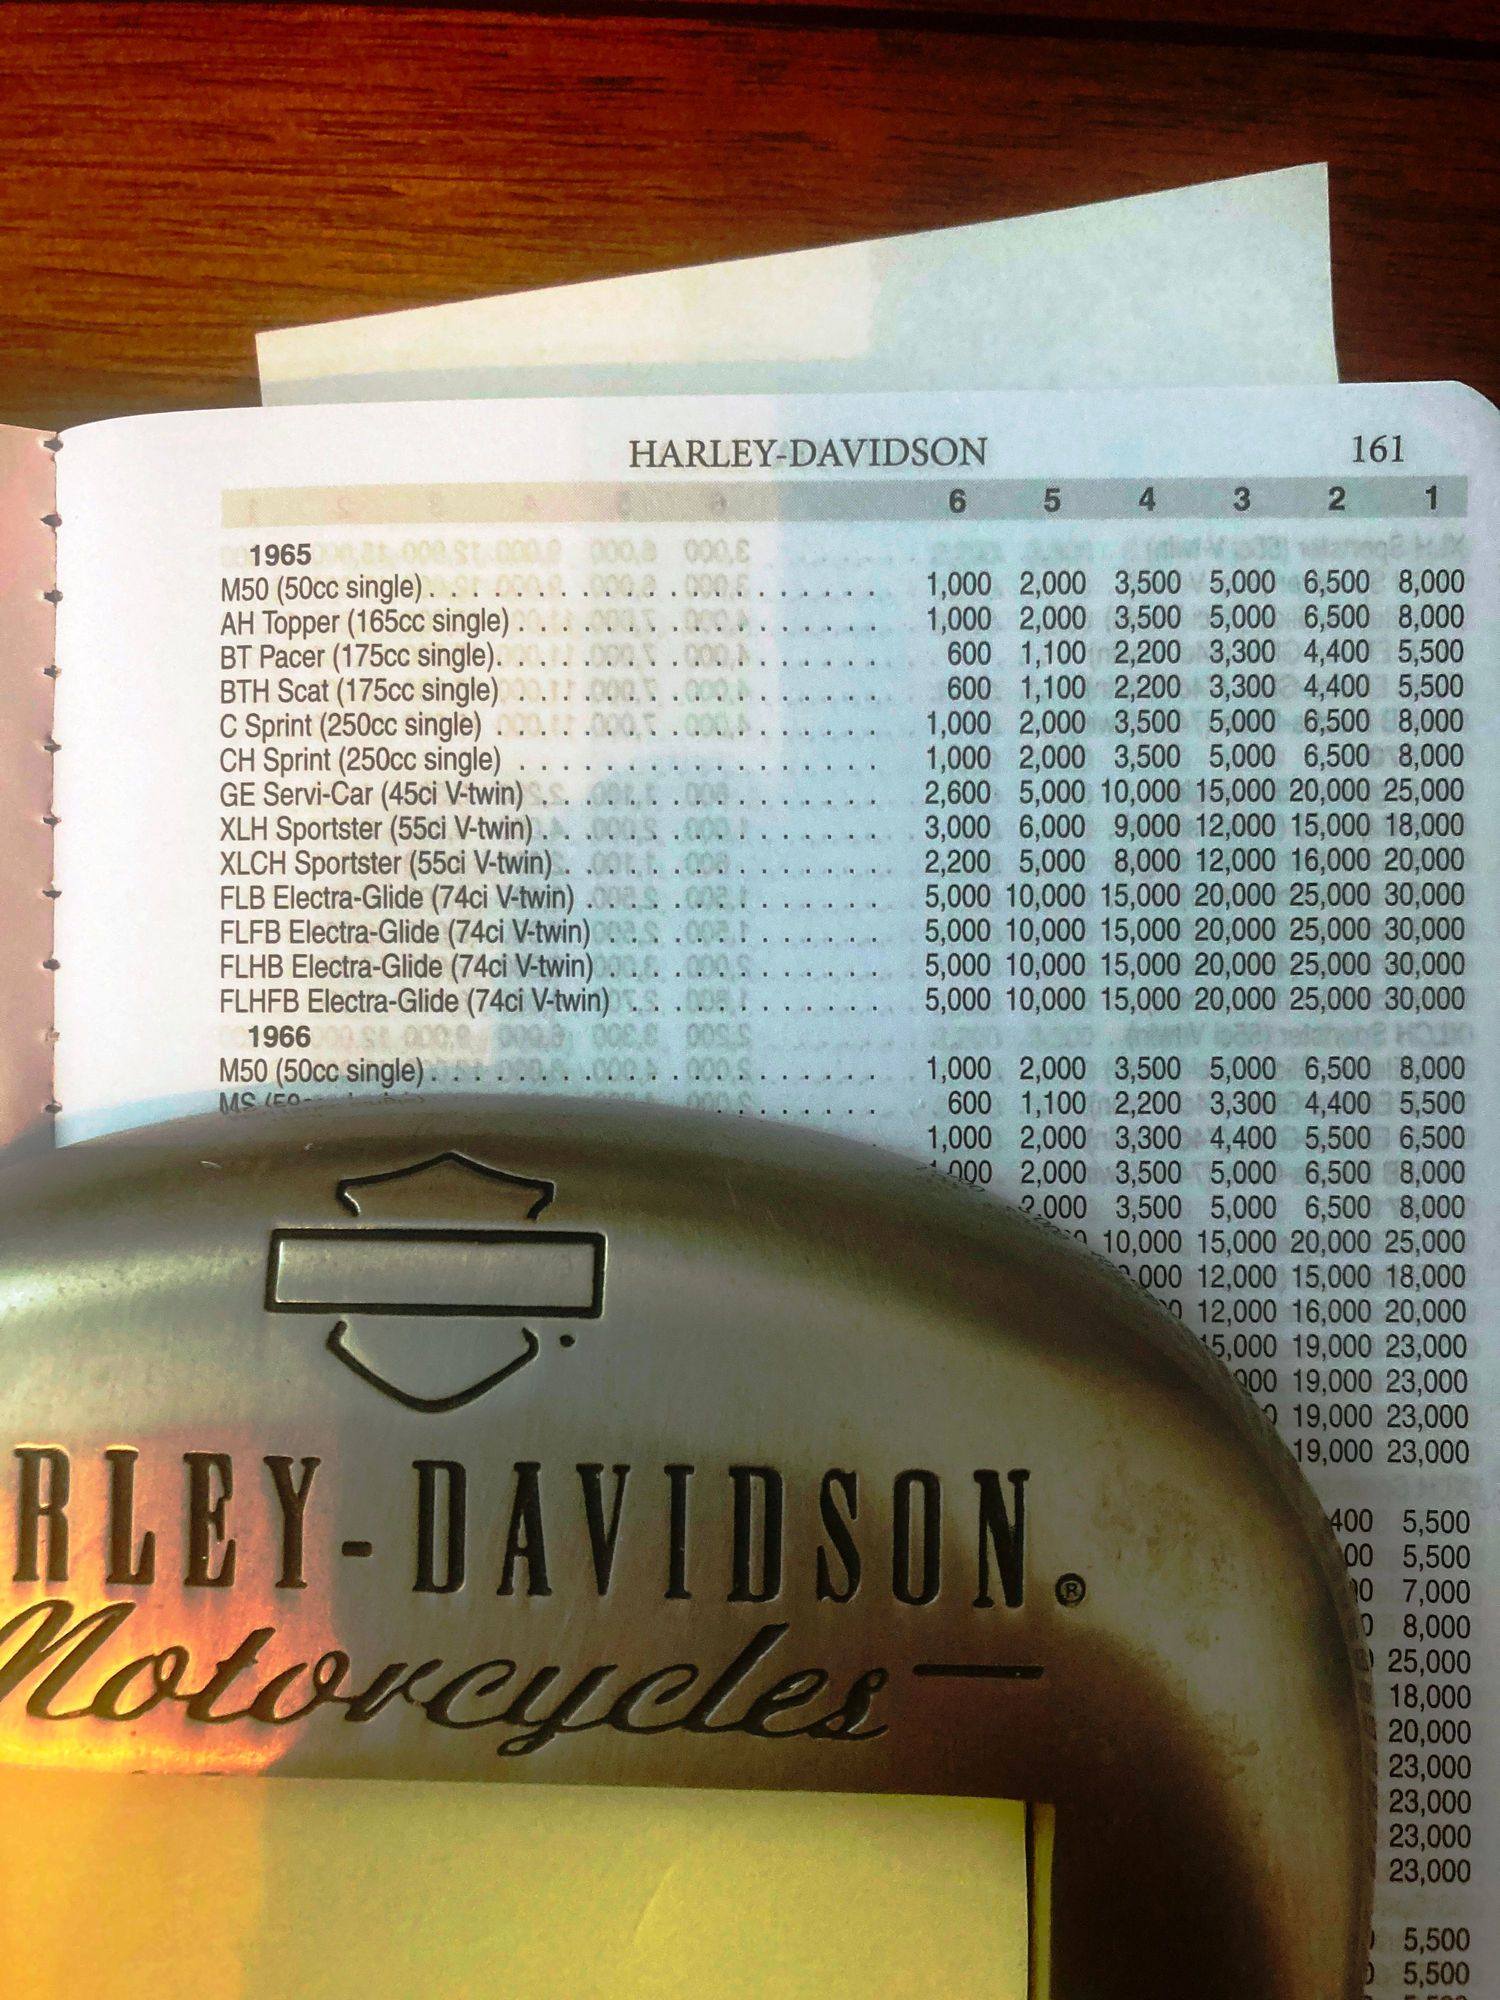 HARLEY-DAVIDSON 161
6 5 4 3 2 1
1965
M50 (50cc single) 1,000 2,000 3,500 5,000 6,500 8,000
AH Topper (165cc single) 1,000 2,000 3,500 5,000 6,500 8,000
BT Pacer (175cc single) 600 1,100 2,200 3,300 4,400 5,500
BTH Scat (175cc single) 600 1,100 2,200 3,300 4,400 5,500
C Sprint (250cc single) 1,000 2,000 3,500 5,000 6,500 8,000
CH Sprint (250cc single) 1,000 2,000 3,500 5,000 6,500 8,000
GE Servi-Car (45ci V-twin) 2,600 5,000 10,000 15,000 20,000 25,000
XLH Sportster (55ci V-twin) 3,000 6,000 9,000 12,000 15,000 18,000
XLCH Sportster (55ci V-twin) 2,200 5,000 8,000 12,000 16,000 20,000
FLB Electra-Glide (74ci V-twin) 5,000 10,000 15,000 20,000 25,000 30,000
FLFB Electra-Glide (74ci V-twin) 5,000 10,000 15,000 20,000 25,000 30,000
FLHB Electra-Glide (74ci V-twin) 5,000 10,000 15,000 20,000 25,000 30,000
FLHFB Electra-Glide (74ci V-twin) 5,000 10,000 15,000 20,000 25,000 30,000
1966
M50 (50cc single) 1,000 2,000 3,500 5,000 6,500 8,000
600 1,100 2,200 3,300 4,400 5,500
1,000 2,000 3,300 4,400 5,500 6,500
1,000 2,000 3,500 5,000 6,500 8,000
2,000 3,500 5,000 6,500 8,000
10,000 15,000 20,000 25,000
12,000 15,000 18,000
12,000 16,000 20,000
15,000 19,000 23,000
19,000 23,000
19,000 23,000
19,000 23,000
5,500
5,500
7,000
8,000
25,000
18,000
20,000
23,000
23,000
23,000
23,000
5,500
5,500
RLEY-DAVIDSON®
Motorcycles